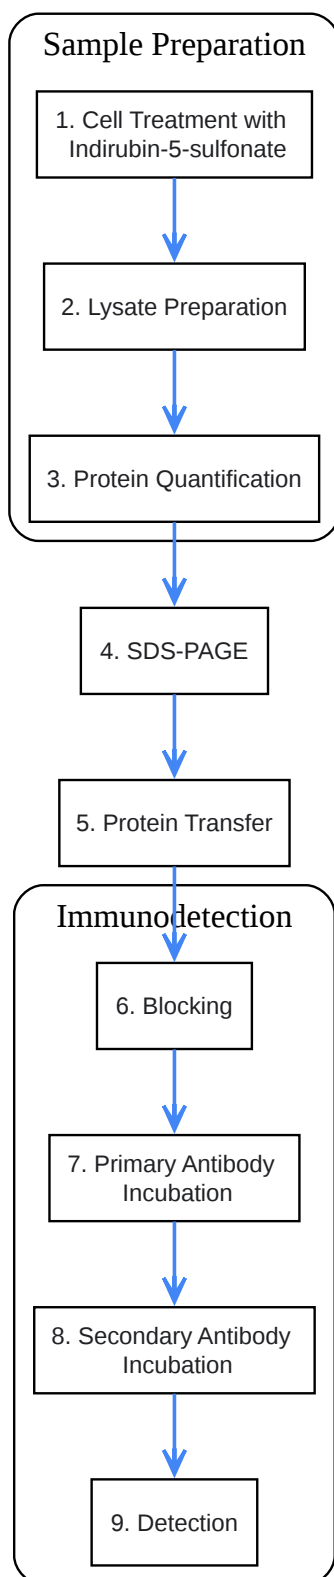 Sample Preparation
1. Cell Treatment with
Indirubin-5-sulfonate
2. Lysate Preparation
3. Protein Quantification
4. SDS-PAGE
5. Protein Transfer
Immunodetection
6. Blocking
7. Primary Antibody
Incubation
8. Secondary Antibody
Incubation
9. Detection